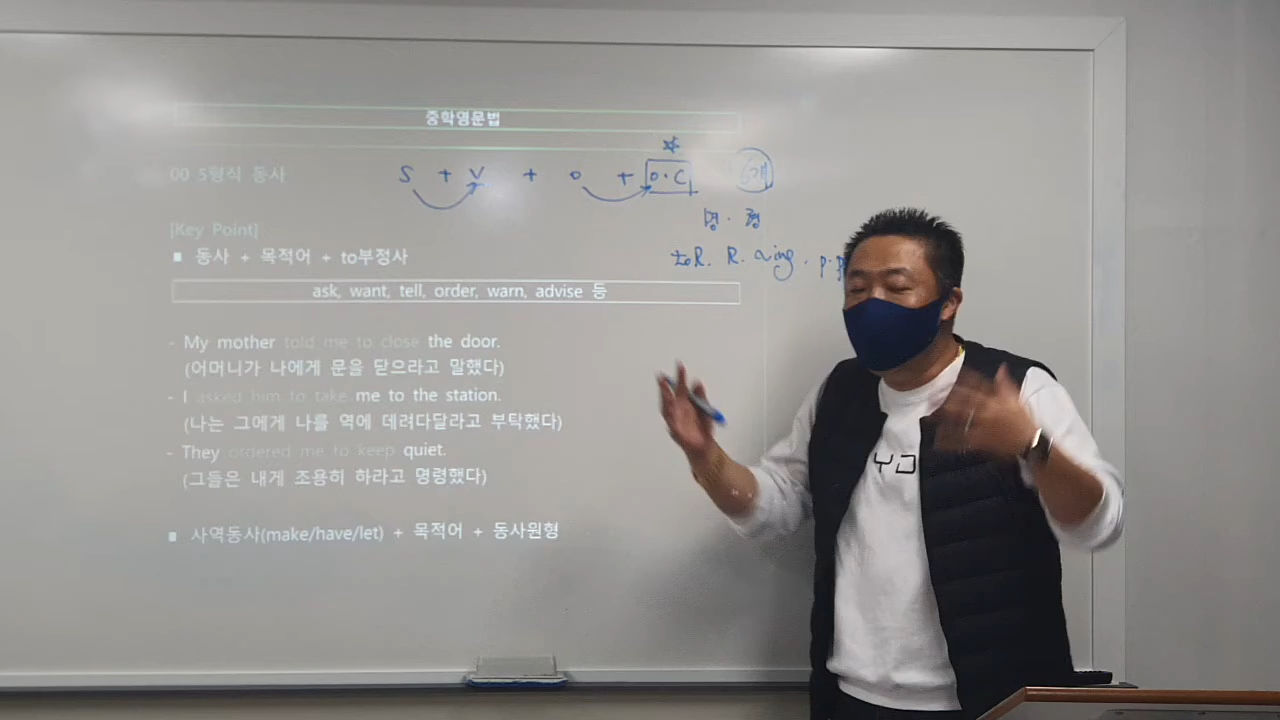 중학영문법
00 5형식 동사
S + V + O + O·C 6개
명 · 형
to R. R. ~ing. p.p
[Key Point]
■ 동사 + 목적어 + to부정사
ask, want, tell, order, warn, advise 등
- My mother told me to close the door.
(어머니가 나에게 문을 닫으라고 말했다)
- I asked him to take me to the station.
(나는 그에게 나를 역에 데려다달라고 부탁했다)
- They ordered me to keep quiet.
(그들은 내게 조용히 하라고 명령했다)
■ 사역동사(make/have/let) + 목적어 + 동사원형